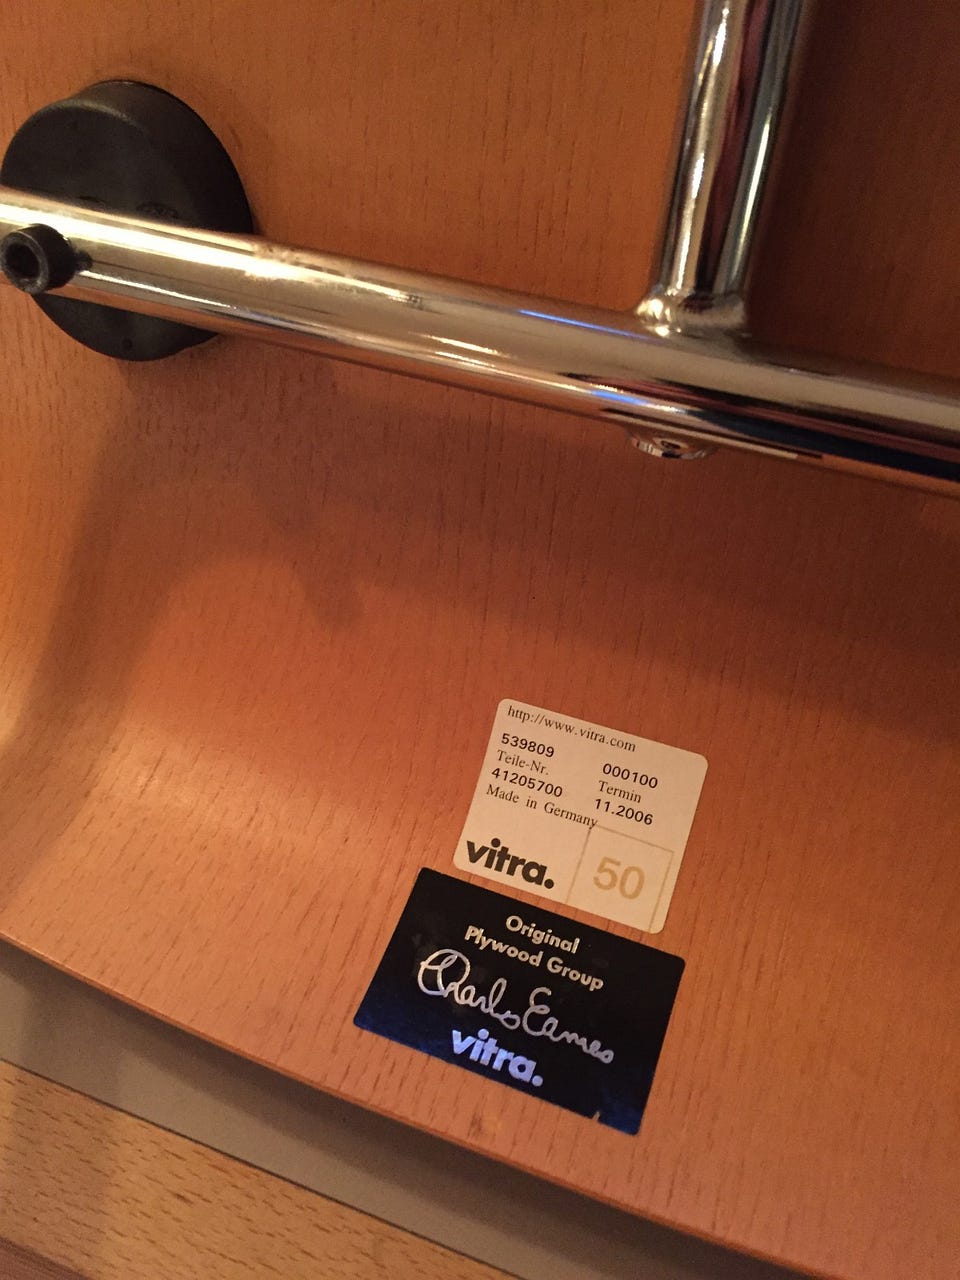 http://www.vitra.com
539809 000100
Teile-Nr. Termin
41205700 11.2006
Made in Germany
vitra. 50
Original
Plywood Group
Charles Eames
vitra.